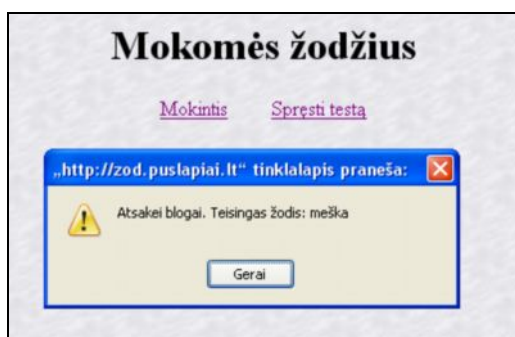 Mokomės žodžius
Mokintis Spręsti testą
„http://zod.puslapiai.lt“ tinklalapis praneša:
Atsakei blogai. Teisingas žodis: meška
Gerai